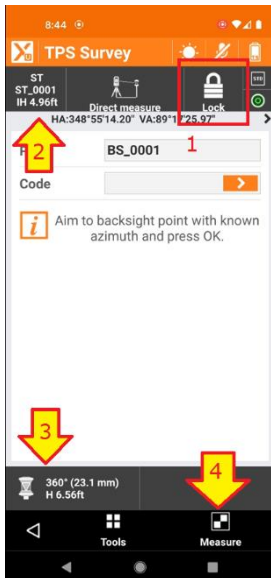 8:44
TPS Survey
ST
ST_0001
IH 4.96ft
Direct measure
Lock
STD
HA:348°55'14.20" VA:89°17'25.97"
1
2
BS_0001
Code
i
Aim to backsight point with known
azimuth and press OK.
3
4
360° (23.1 mm)
H 6.56ft
Tools
Measure